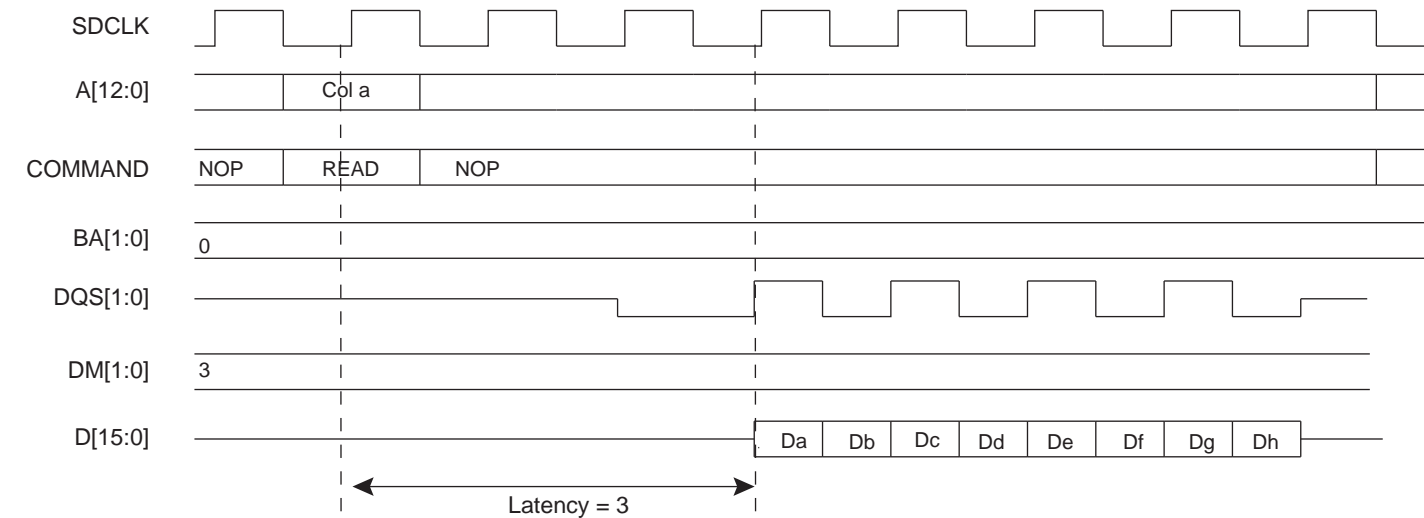 SDCLK
A[12:0] Col a
COMMAND NOP READ NOP
BA[1:0] 0
DQS[1:0]
DM[1:0] 3
D[15:0] Da Db Dc Dd De Df Dg Dh
Latency = 3